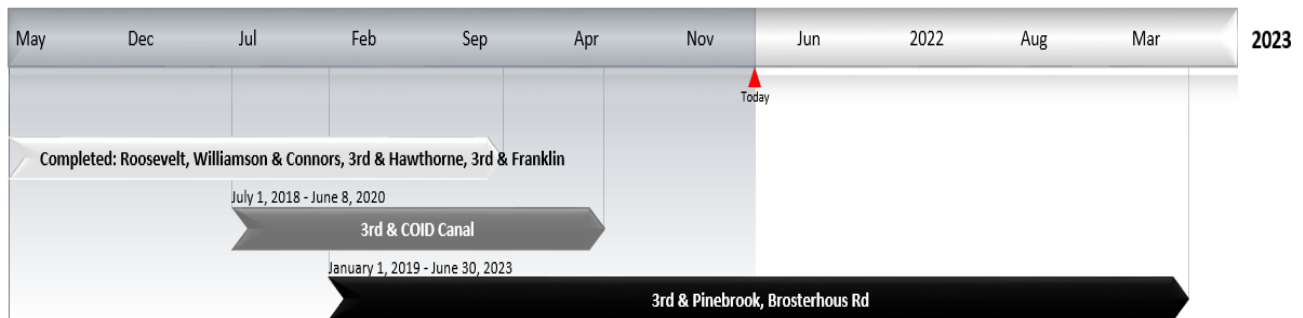 May Dec Jul Feb Sep Apr Nov Jun 2022 Aug Mar 2023
Today
Completed: Roosevelt, Williamson & Connors, 3rd & Hawthorne, 3rd & Franklin
July 1, 2018 - June 8, 2020
3rd & COID Canal
January 1, 2019 - June 30, 2023
3rd & Pinebrook, Brosterhous Rd